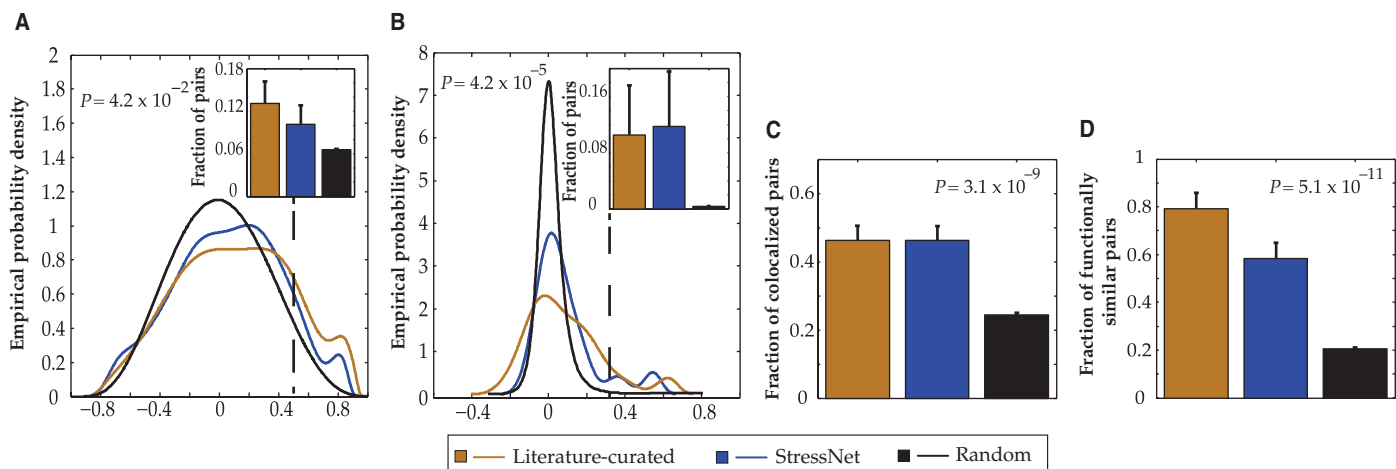 A
Empirical probability density
2
1.8
1.6
1.4
1.2
1
0.8
0.6
0.4
0.2
0
−0.8
−0.4
0
0.4
0.8
P = 4.2 x 10−2
Fraction of pairs
0.18
0.12
0.06
0
B
Empirical probability density
8
7
6
5
4
3
7
1
0
−0.4
0
0.4
0.8
P = 4.2 x 10−5
Fraction of pairs
0.16
0.08
0
C
Fraction of colocalized pairs
0.6
0.4
0.2
0
P = 3.1 x 10−9
D
Fraction of functionally
similar pairs
1
0.8
0.6
0.4
0.2
0
P = 5.1 x 10−11
Literature-curated
StressNet
Random